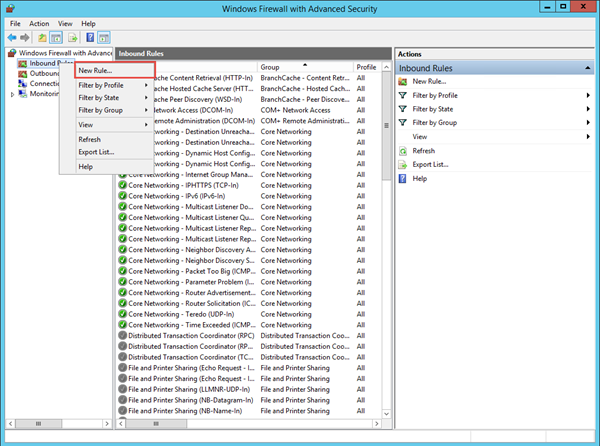 Windows Firewall with Advanced Security
File Action View Help
Windows Firewall with Advance
Inbound Rules
Outbound
Connectio
Monitorin
New Rule...
Filter by Profile
Filter by State
Filter by Group
View
Refresh
Export List...
Help
Inbound Rules
Group Profile
che Content Retrieval (HTTP-In) BranchCache - Content Retr... All
che Hosted Cache Server (HTT... BranchCache - Hosted Cach... All
che Peer Discovery (WSD-In) BranchCache - Peer Discove... All
twork Access (DCOM-In) COM+ Network Access All
mote Administration (DCOM-In) COM+ Remote Administrati... All
Core Networking - Destination Unreacha... Core Networking All
Core Networking - Destination Unreacha... Core Networking All
Core Networking - Dynamic Host Config... Core Networking All
Core Networking - Dynamic Host Config... Core Networking All
Core Networking - Internet Group Mana... Core Networking All
Core Networking - IPHTTPS (TCP-In) Core Networking All
Core Networking - IPv6 (IPv6-In) Core Networking All
Core Networking - Multicast Listener Do... Core Networking All
Core Networking - Multicast Listener Qu... Core Networking All
Core Networking - Multicast Listener Rep... Core Networking All
Core Networking - Multicast Listener Rep... Core Networking All
Core Networking - Neighbor Discovery A... Core Networking All
Core Networking - Neighbor Discovery S... Core Networking All
Core Networking - Packet Too Big (ICMP... Core Networking All
Core Networking - Parameter Problem (I... Core Networking All
Core Networking - Router Advertisement... Core Networking All
Core Networking - Router Solicitation (IC... Core Networking All
Core Networking - Teredo (UDP-In) Core Networking All
Core Networking - Time Exceeded (ICMP... Core Networking All
Distributed Transaction Coordinator (RPC) Distributed Transaction Coo... All
Distributed Transaction Coordinator (RP... Distributed Transaction Coo... All
Distributed Transaction Coordinator (TC... Distributed Transaction Coo... All
File and Printer Sharing (Echo Request - I... File and Printer Sharing All
File and Printer Sharing (Echo Request - I... File and Printer Sharing All
File and Printer Sharing (LLMNR-UDP-In) File and Printer Sharing All
File and Printer Sharing (NB-Datagram-In) File and Printer Sharing All
File and Printer Sharing (NB-Name-In) File and Printer Sharing All
Actions
Inbound Rules
New Rule...
Filter by Profile
Filter by State
Filter by Group
View
Refresh
Export List...
Help